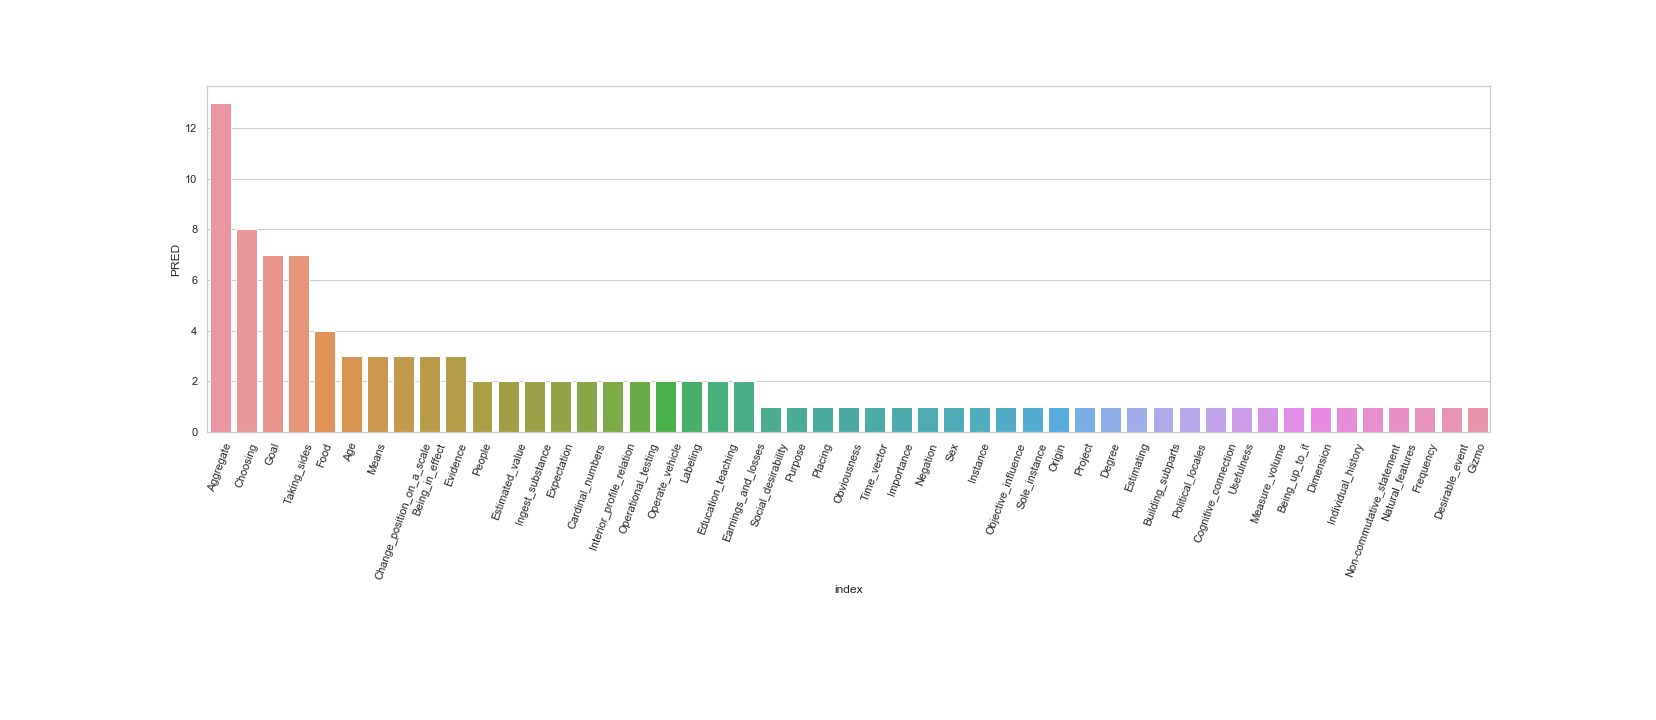 12
10
8
6
4
2
0
PRED
Aggregate
Choosing
Goal
Taking_sides
Food
Age
Means
Change_position_on_a_scale
Being_in_effect
Evidence
People
Estimated_value
Ingest_substance
Expectation
Cardinal_numbers
Interior_profile_relation
Operational_testing
Operate_vehicle
Labeling
Education_teaching
Earnings_and_losses
Social_desirability
Purpose
Placing
Obviousness
Time_vector
Importance
Negation
Sex
Instance
Objective_influence
Sole_instance
Origin
Project
Degree
Estimating
Building_subparts
Political_locales
Cognitive_connection
Usefulness
Measure_volume
Being_up_to_it
Dimension
Individual_history
Non-commutative_statement
Natural_features
Frequency
Desirable_event
Gizmo
index